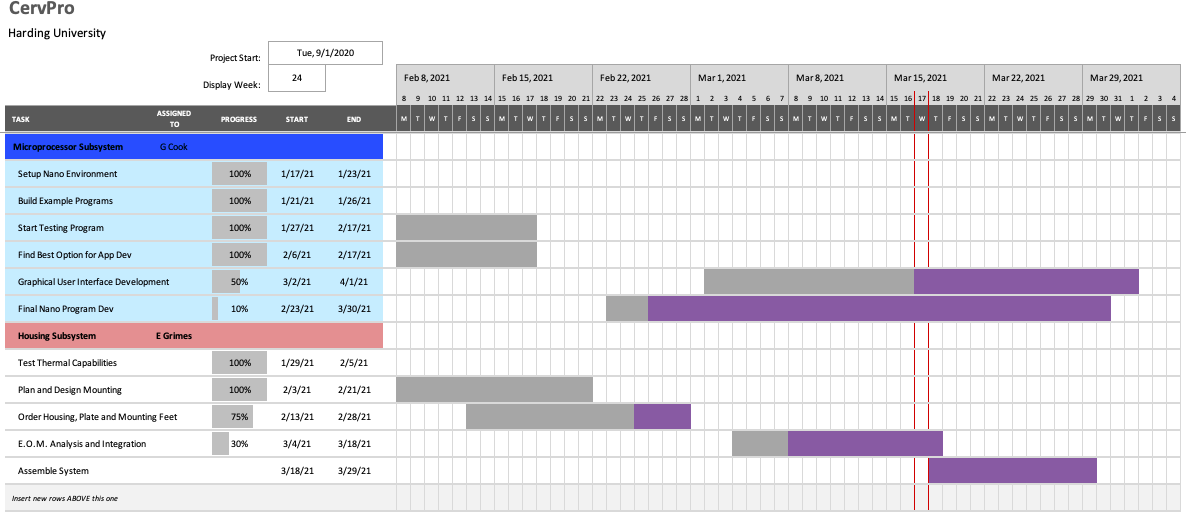 CervPro
Harding University
Project Start: Tue, 9/1/2020
Display Week: 24
Feb 8, 2021 Feb 15, 2021 Feb 22, 2021 Mar 1, 2021 Mar 8, 2021 Mar 15, 2021 Mar 22, 2021 Mar 29, 2021
8 9 10 11 12 13 14 15 16 17 18 19 20 21 22 23 24 25 26 27 28 1 2 3 4 5 6 7 8 9 10 11 12 13 14 15 16 17 18 19 20 21 22 23 24 25 26 27 28 29 30 31 1 2 3 4
TASK ASSIGNED TO PROGRESS START END M T W T F S S M T W T F S S M T W T F S S M T W T F S S M T W T F S S M T W T F S S M T W T F S S M T W T F S S
Microprocessor Subsystem G Cook
Setup Nano Environment 100% 1/17/21 1/23/21
Build Example Programs 100% 1/21/21 1/26/21
Start Testing Program 100% 1/27/21 2/17/21
Find Best Option for App Dev 100% 2/6/21 2/17/21
Graphical User Interface Development 50% 3/2/21 4/1/21
Final Nano Program Dev 10% 2/23/21 3/30/21
Housing Subsystem E Grimes
Test Thermal Capabilities 100% 1/29/21 2/5/21
Plan and Design Mounting 100% 2/3/21 2/21/21
Order Housing, Plate and Mounting Feet 75% 2/13/21 2/28/21
E.O.M. Analysis and Integration 30% 3/4/21 3/18/21
Assemble System 3/18/21 3/29/21
Insert new rows ABOVE this one